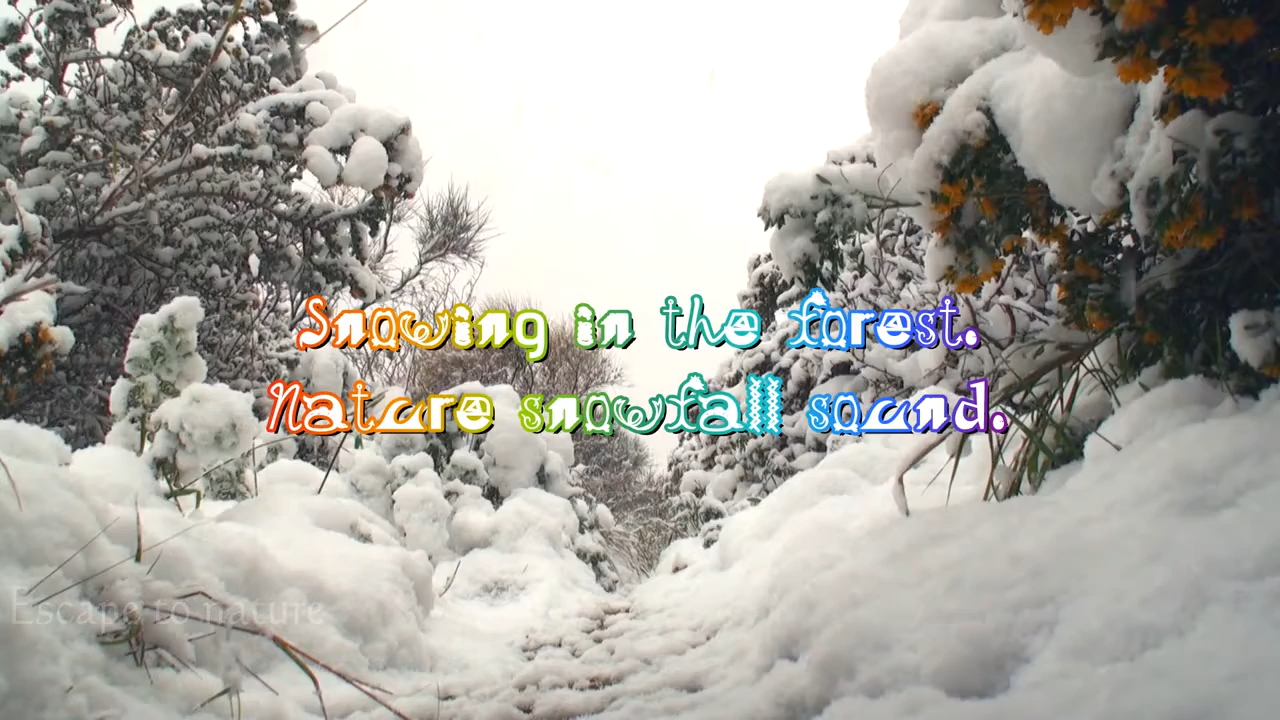 Snowing in the forest.
Nature snowfall sound.
Escape to nature